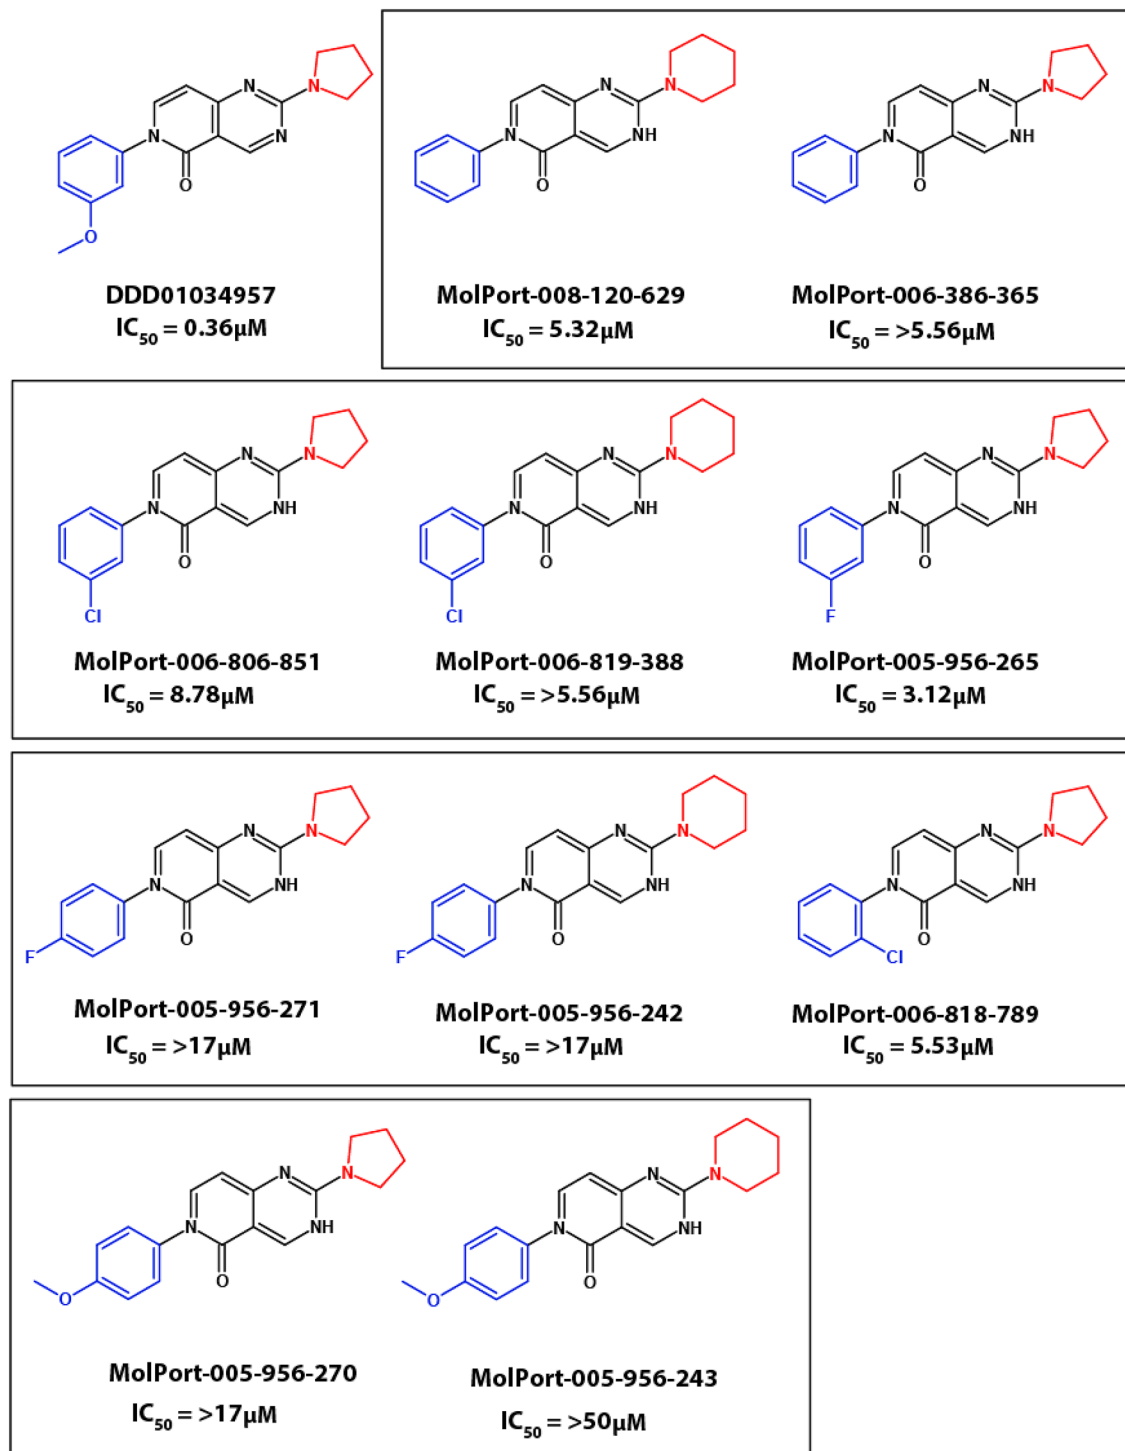 DDD01034957
IC50 = 0.36µM
MolPort-008-120-629
IC50 = 5.32µM
MolPort-006-386-365
IC50 = >5.56µM
MolPort-006-806-851
IC50 = 8.78µM
MolPort-006-819-388
IC50 = >5.56µM
MolPort-005-956-265
IC50 = 3.12µM
MolPort-005-956-271
IC50 = >17µM
MolPort-005-956-242
IC50 = >17µM
MolPort-006-818-789
IC50 = 5.53µM
MolPort-005-956-270
IC50 = >17µM
MolPort-005-956-243
IC50 = >50µM
N
N
N
N
O
O
N
N
N
NH
O
N
N
N
NH
O
N
N
N
NH
O
Cl
N
N
N
NH
O
Cl
N
N
N
NH
O
F
N
N
N
NH
O
F
N
N
N
NH
O
F
N
N
N
NH
O
Cl
N
N
N
NH
O
O
N
N
N
NH
O
O